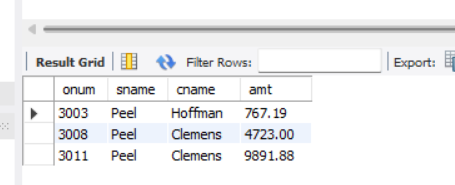 Result Grid Filter Rows: Export:
onum sname cname amt
3003 Peel Hoffman 767.19
3008 Peel Clemens 4723.00
3011 Peel Clemens 9891.88